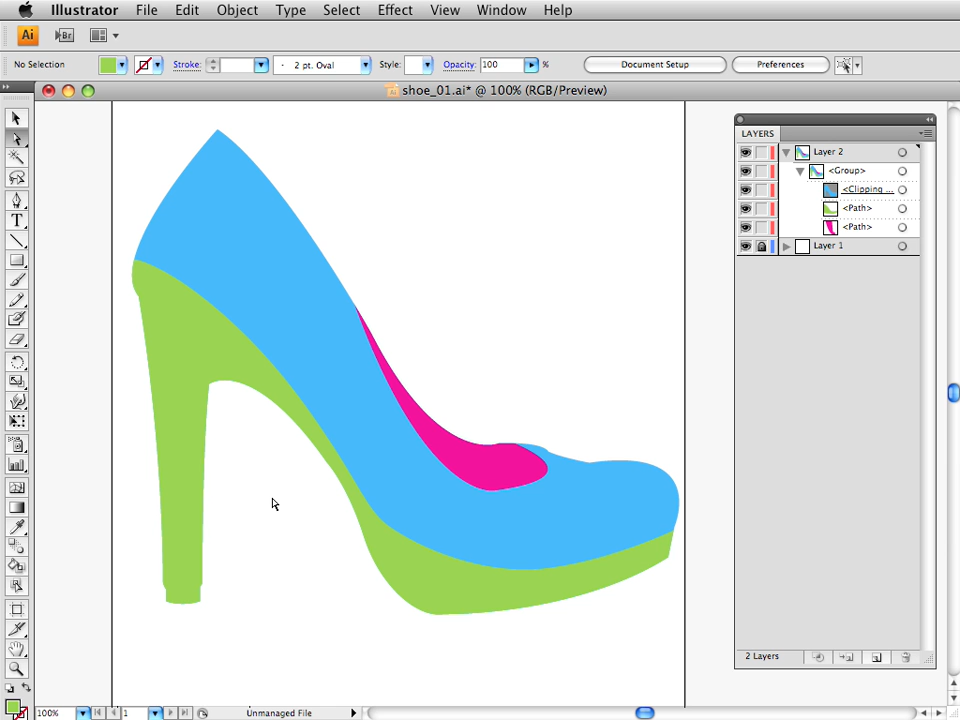 Illustrator File Edit Object Type Select Effect View Window Help
Ai Br
No Selection Stroke: 2 pt. Oval Style: Opacity: 100 % Document Setup Preferences
shoe_01.ai* @ 100% (RGB/Preview)
LAYERS
Layer 2
<Group>
<Clipping ...
<Path>
<Path>
Layer 1
2 Layers
T
100% 1 Unmanaged File